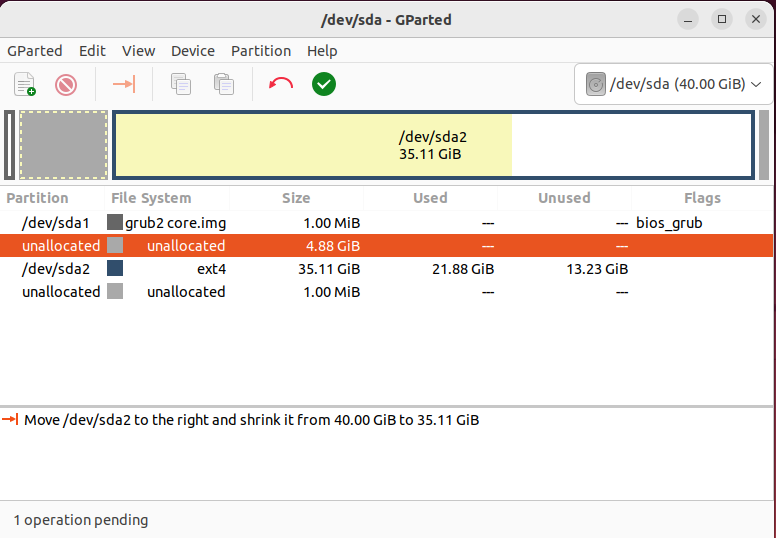 /dev/sda - GParted
GParted Edit View Device Partition Help
/dev/sda (40.00 GiB)
/dev/sda2
35.11 GiB
Partition File System Size Used Unused Flags
/dev/sda1 grub2 core.img 1.00 MiB --- --- bios_grub
unallocated unallocated 4.88 GiB --- ---
/dev/sda2 ext4 35.11 GiB 21.88 GiB 13.23 GiB
unallocated unallocated 1.00 MiB --- ---
Move /dev/sda2 to the right and shrink it from 40.00 GiB to 35.11 GiB
1 operation pending